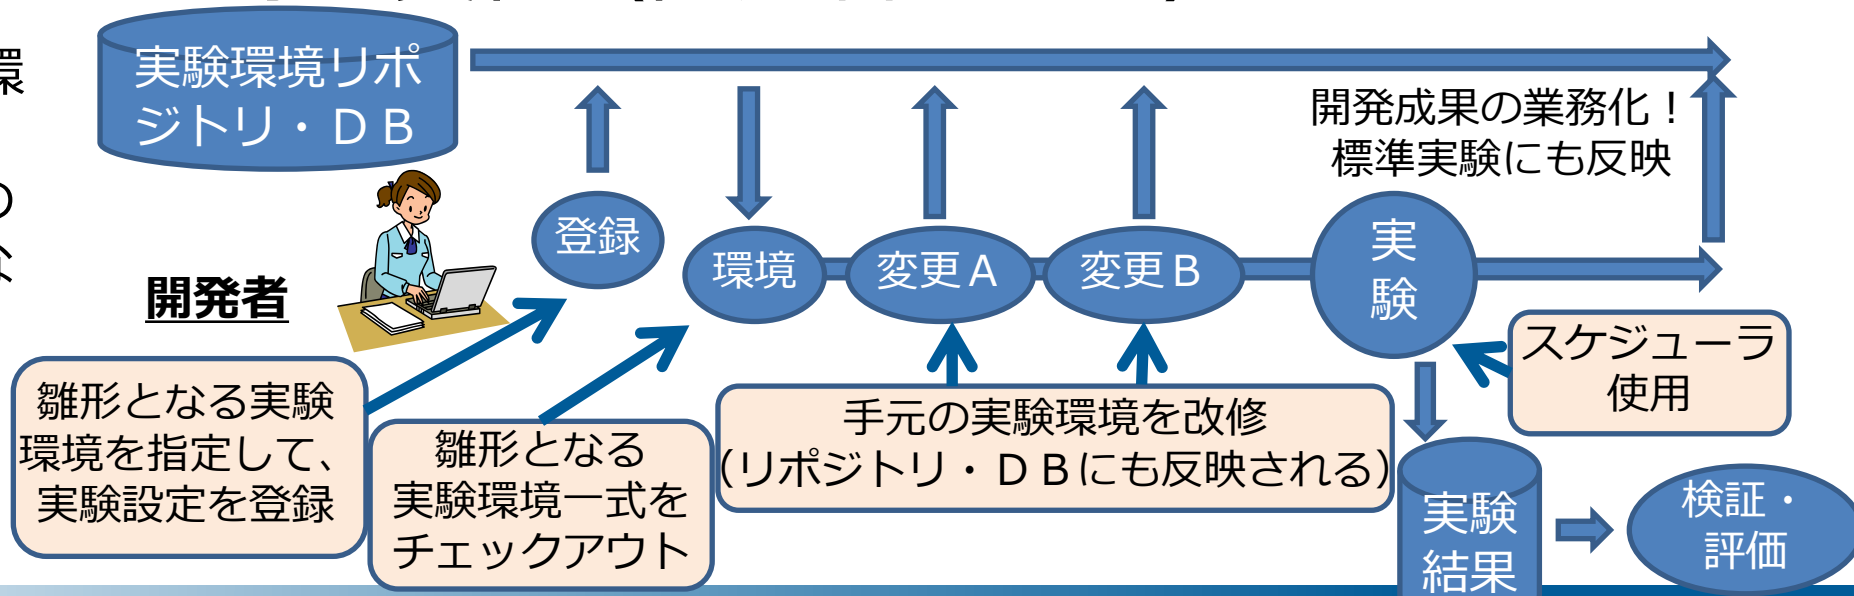 環
実験環境リポ
ジトリ・ＤＢ
開発成果の業務化！
標準実験にも反映
の
な
登録
環境
変更Ａ
変更Ｂ
実
験
開発者
スケジューラ
使用
雛形となる実験
環境を指定して、
実験設定を登録
雛形となる
実験環境一式を
チェックアウト
手元の実験環境を改修
（リポジトリ・ＤＢにも反映される）
実験
結果
検証・
評価